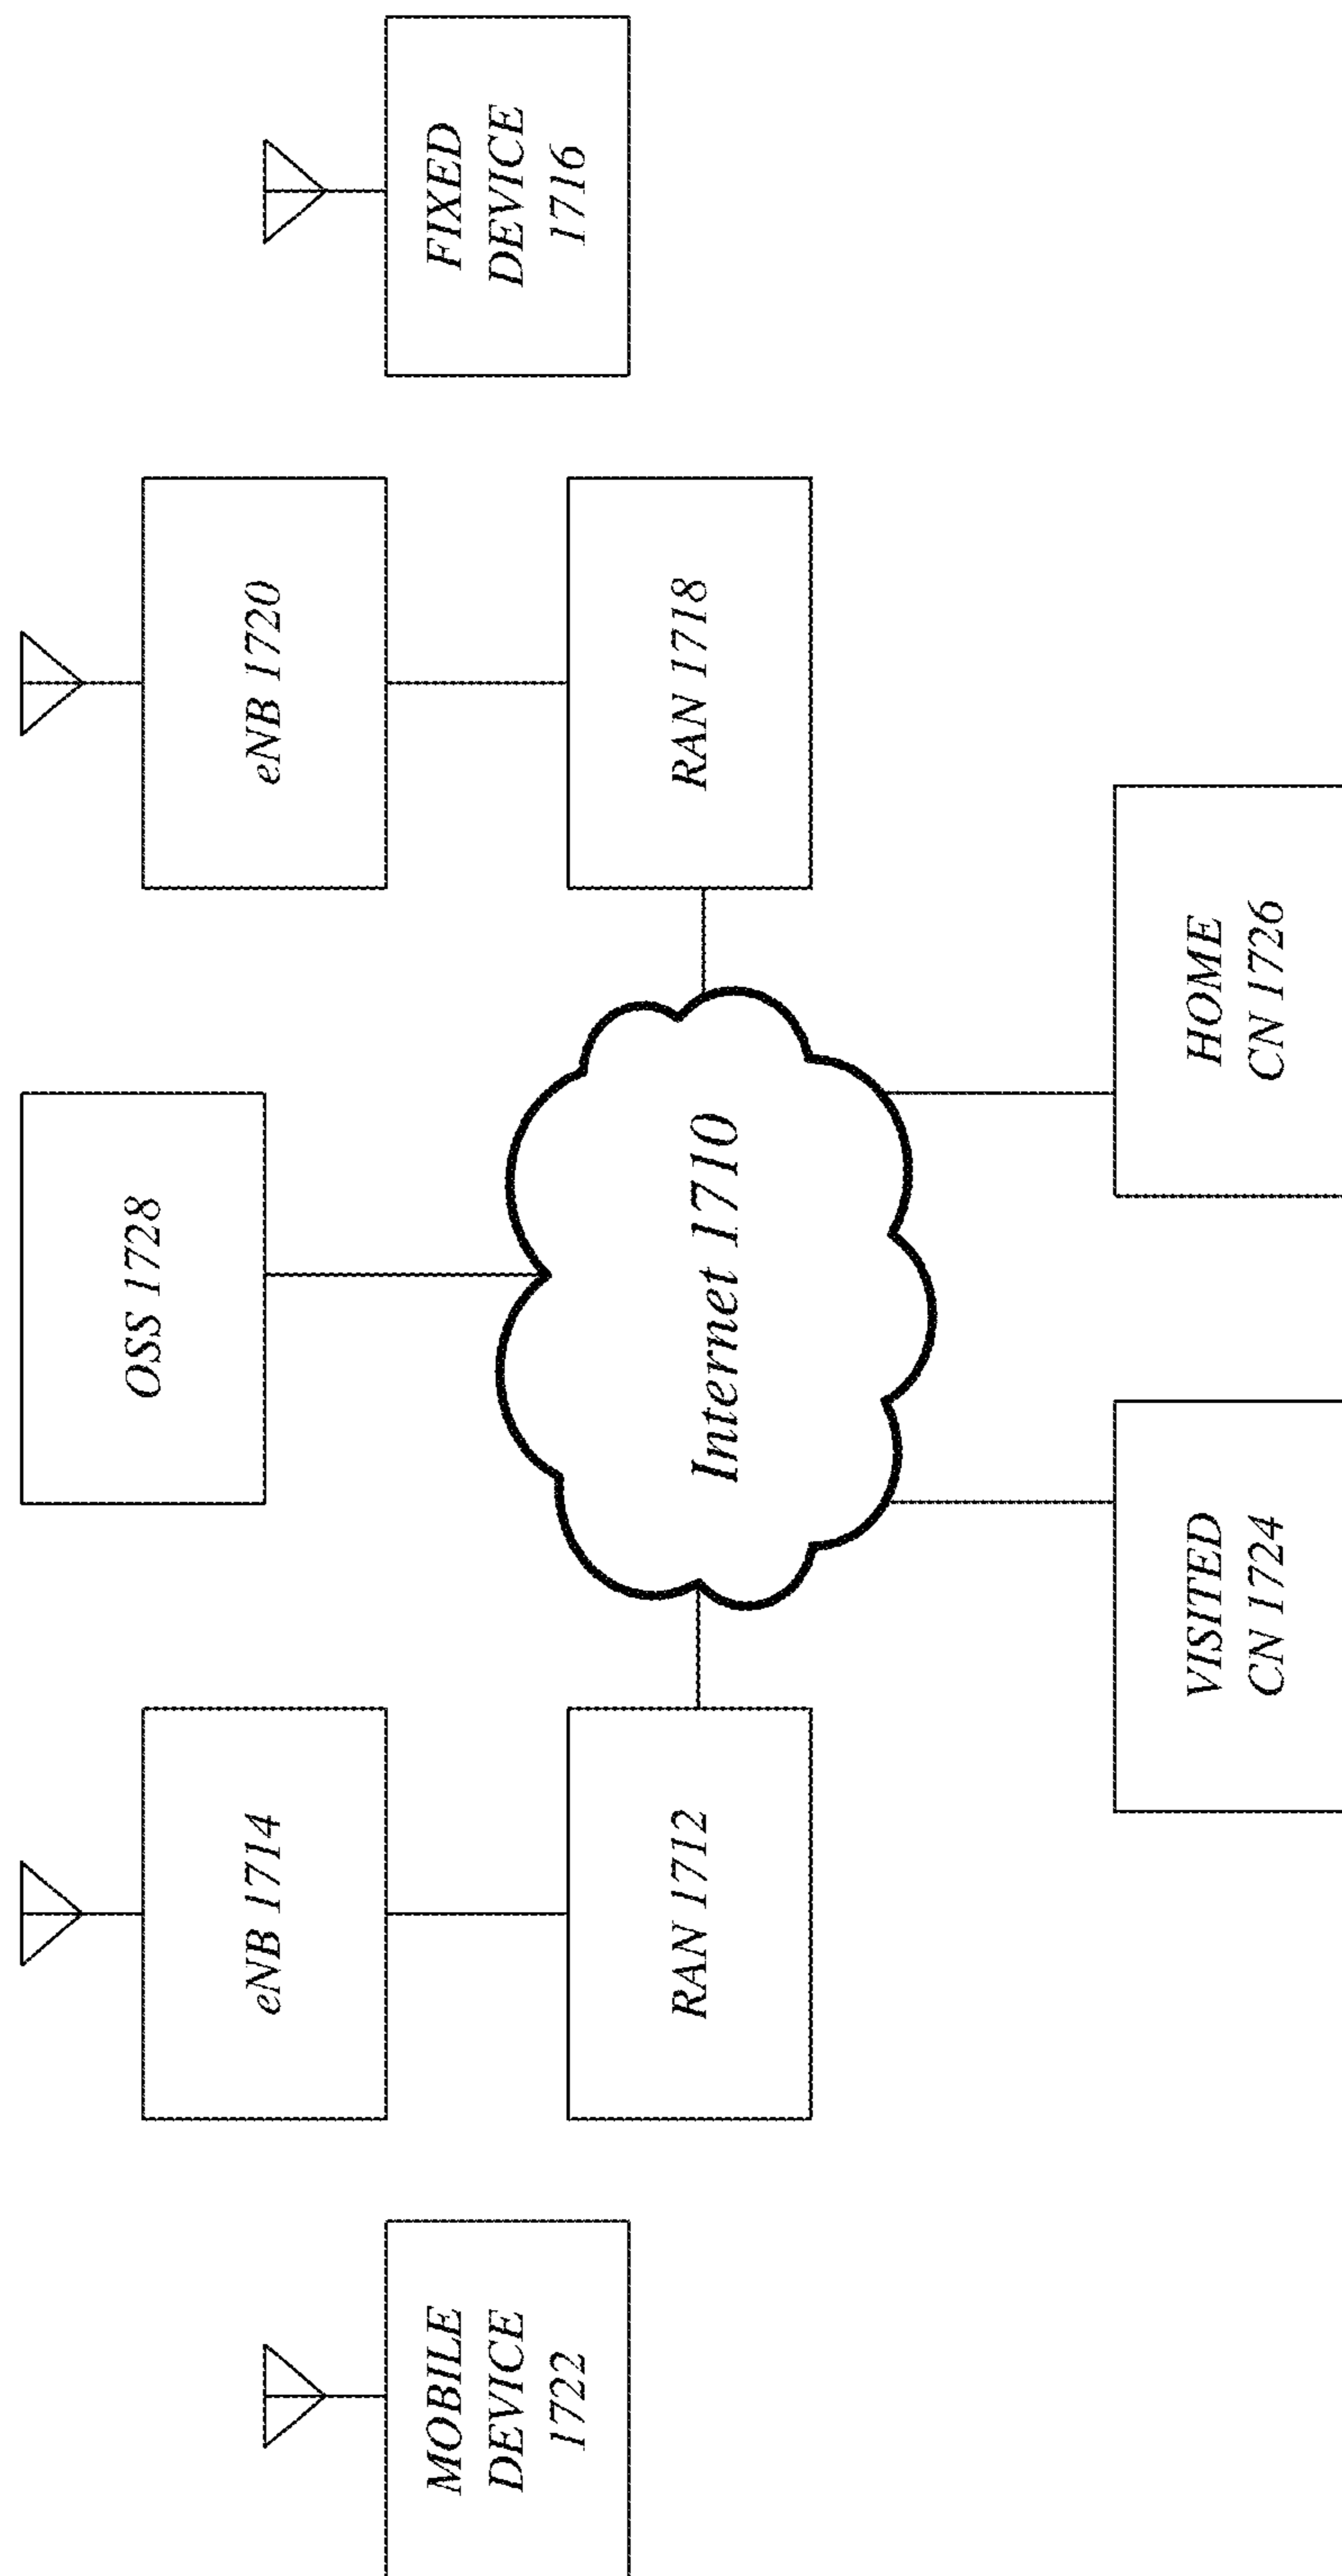 OSS 1728
eNB 1714
eNB 1720
MOBILE
DEVICE
1722
FIXED
DEVICE
1716
RAN 1712
Internet 1710
RAN 1718
VISITED
CN 1724
HOME
CN 1726